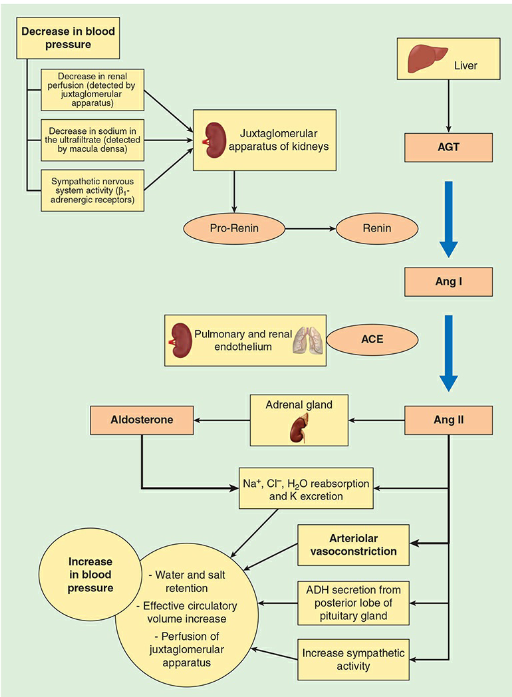 Decrease in blood
pressure
Decrease in renal
perfusion (detected by
juxtaglomerular
apparatus)
Decrease in sodium in
the ultrafiltrate (detected
by macula densa)
Sympathetic nervous
system activity (β₁-
adrenergic receptors)
Juxtaglomerular
apparatus of kidneys
Liver
AGT
Pro-Renin
Renin
Ang I
Pulmonary and renal
endothelium
ACE
Adrenal gland
Aldosterone
Ang II
Na⁺, Cl⁻, H₂O reabsorption
and K excretion
Arteriolar
vasoconstriction
Increase
in blood
pressure
- Water and salt
retention
- Effective circulatory
volume increase
- Perfusion of
juxtaglomerular
apparatus
ADH secretion from
posterior lobe of
pituitary gland
Increase sympathetic
activity